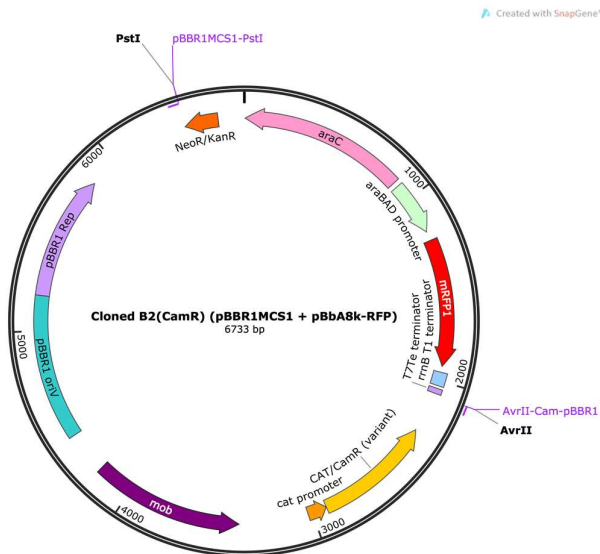 Created with SnapGene®
PstI
pBBR1MCS1-PstI
NeoR/KanR
araC
1000
araBAD promoter
mRFP1
T7Te terminator
rrnB T1 terminator
2000
AvrII-Cam-pBBR1
AvrII
CAT/CamR (variant)
cat promoter
3000
mob
4000
pBBR1 oriV
5000
pBBR1 Rep
6000
Cloned B2(CamR) (pBBR1MCS1 + pBbA8k-RFP)
6733 bp